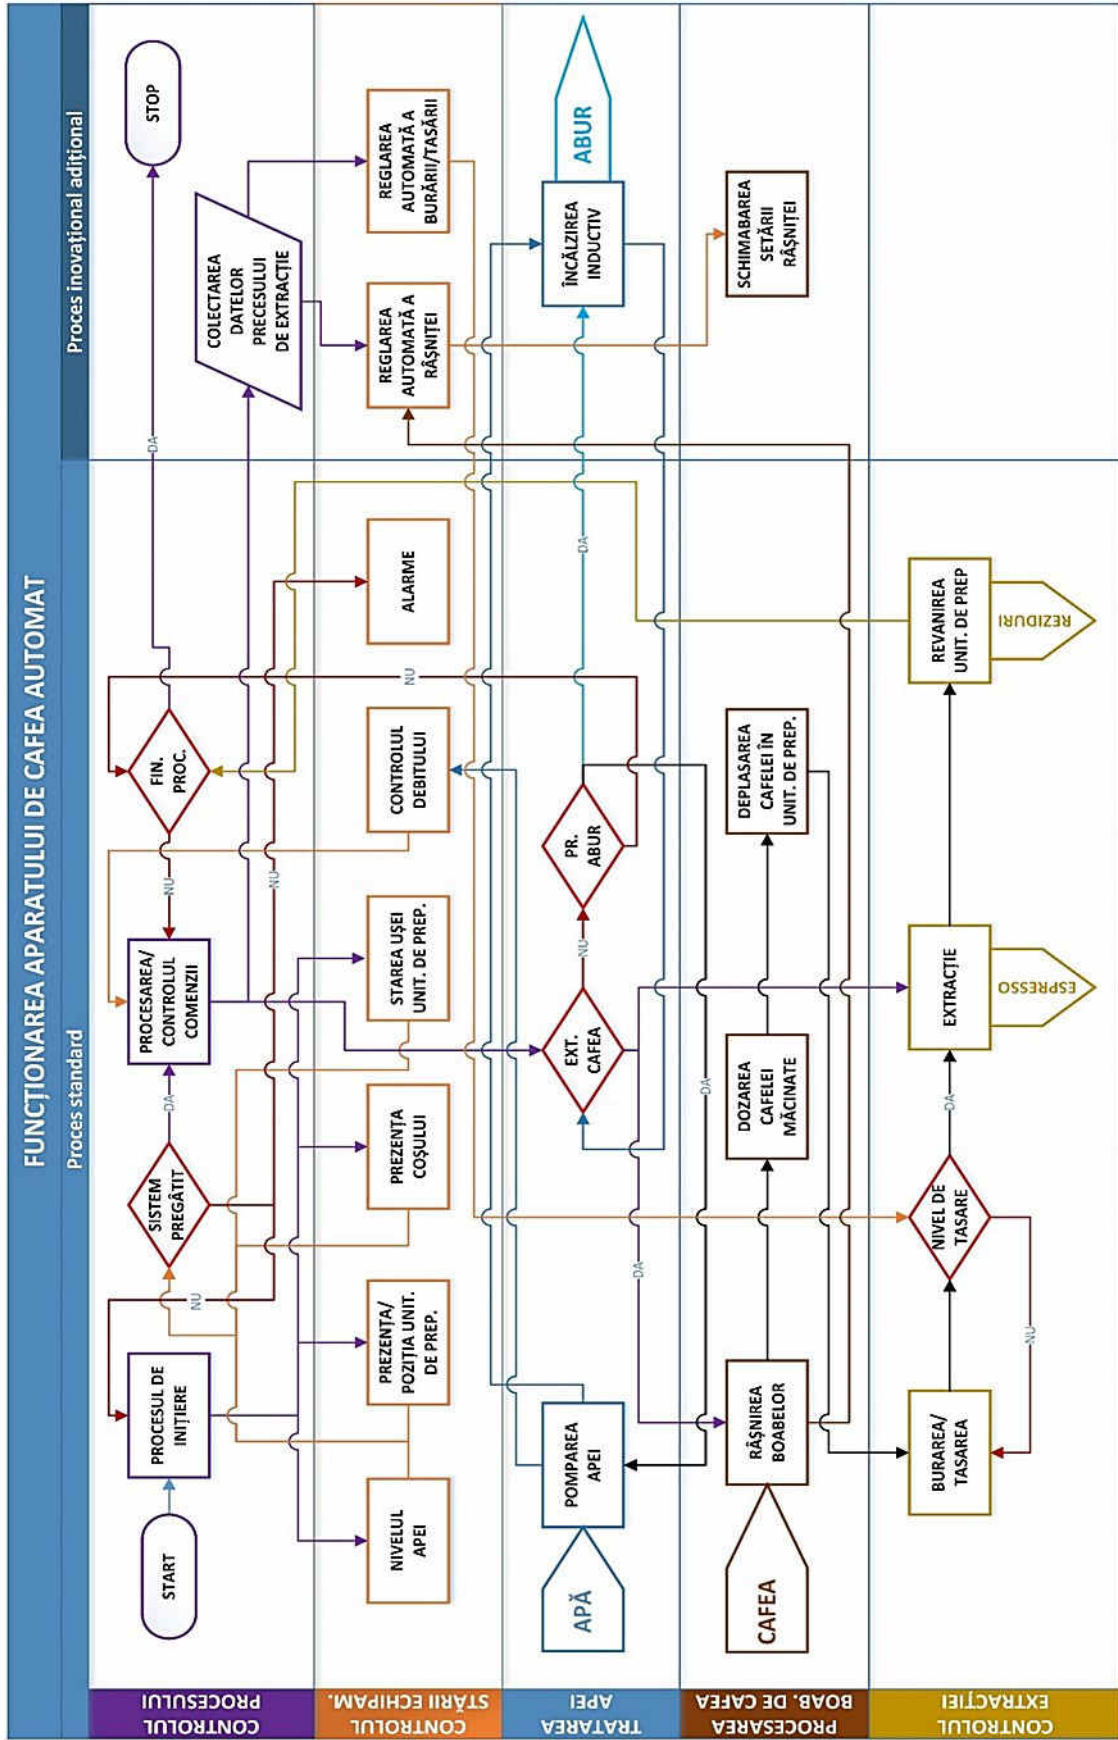 FUNCȚIONAREA APARATULUI DE CAFEA AUTOMAT
Proces standard
Proces inovațional adițional
CONTROLUL
PROCESULUI
START
PROCESUL DE
INIȚIERE
NU
SISTEM
PREGĂTIT
DA
PROCESAREA/
CONTROLUL
COMENZII
NU
NU
FIN.
PROC.
DA
STOP
COLECTAREA
DATELOR
PRECESULUI
DE EXTRACȚIE
CONTROLUL
STĂRII ECHIPAM.
NIVELUL
APEI
PREZENȚA/
POZIȚIA UNIT.
DE PREP.
PREZENȚA
COȘULUI
STAREA UȘEI
UNIT. DE PREP.
CONTROLUL
DEBITULUI
NU
ALARME
REGLAREA
AUTOMATĂ A
RÂȘNIȚEI
REGLAREA
AUTOMATĂ A
BURĂRII/TASĂRII
TRATAREA
APEI
APĂ
POMPAREA
APEI
EXT.
CAFEA
NU
PR.
ABUR
DA
DA
ÎNCĂLZIREA
INDUCTIV
ABUR
PROCESAREA
BOAB. DE CAFEA
CAFEA
RÂȘNIREA
BOABELOR
DA
DOZAREA
CAFELEI
MĂCINATE
DEPLASAREA
CAFELEI ÎN
UNIT. DE PREP.
SCHIMABAREA
SETĂRII
RÂȘNIȚEI
CONTROLUL
EXTRACȚIEI
BURAREA/
TASAREA
NU
NIVEL DE
TASARE
DA
EXTRACȚIE
ESPRESSO
REVANIREA
UNIT. DE PREP
REZIDURI